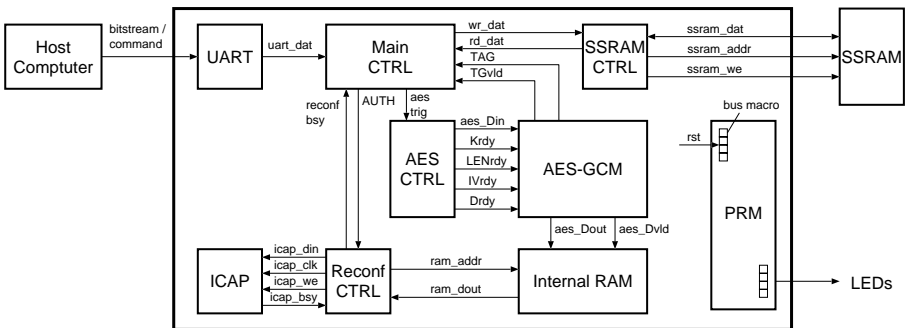 Host
Comptuter
bitstream /
command
UART
uart_dat
Main
CTRL
wr_dat
rd_dat
TAG
TGvld
SSRAM
CTRL
ssram_dat
ssram_addr
ssram_we
SSRAM
reconf
bsy
AUTH
aes
trig
AES
CTRL
aes_Din
Krdy
LENrdy
IVrdy
Drdy
AES-GCM
bus macro
rst
PRM
aes_Dout
aes_Dvld
ICAP
icap_din
icap_clk
icap_we
icap_bsy
Reconf
CTRL
ram_addr
ram_dout
Internal RAM
LEDs